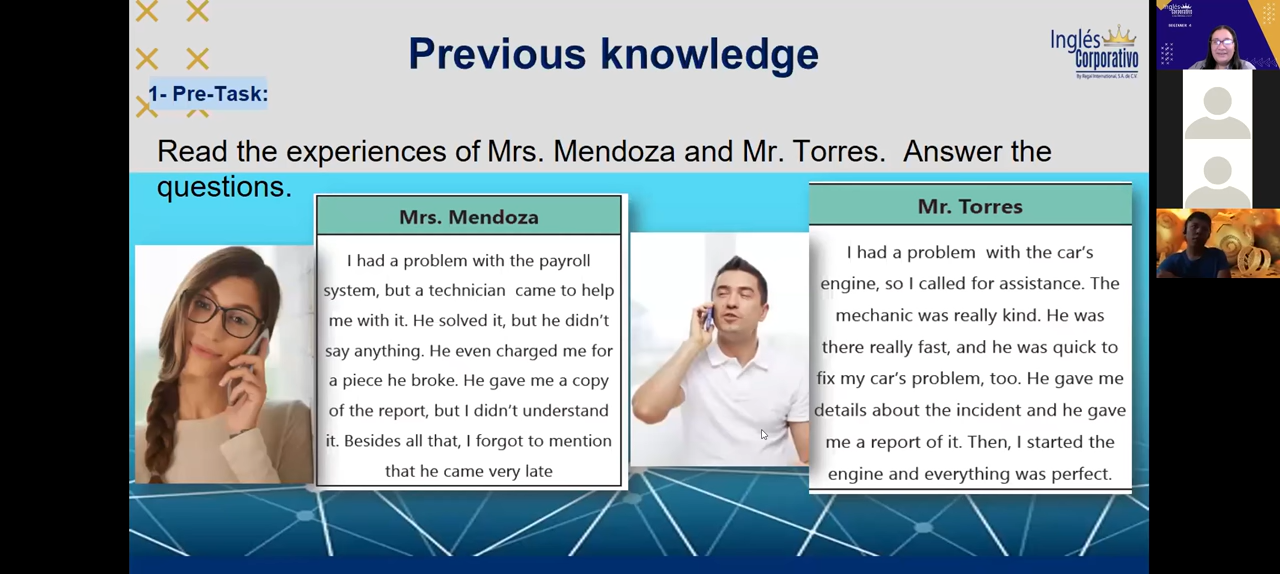 Previous knowledge
Inglés
Corporativo
By Regal International, S.A. de C.V.
1- Pre-Task:
Read the experiences of Mrs. Mendoza and Mr. Torres.  Answer the
questions.
Mrs. Mendoza
I had a problem with the payroll
system, but a technician  came to help
me with it. He solved it, but he didn't
say anything. He even charged me for
a piece he broke. He gave me a copy
of the report, but I didn't understand
it. Besides all that, I forgot to mention
that he came very late
Mr. Torres
I had a problem  with the car's
engine, so I called for assistance. The
mechanic was really kind. He was
there really fast, and he was quick to
fix my car's problem, too. He gave me
details about the incident and he gave
me a report of it. Then, I started the
engine and everything was perfect.